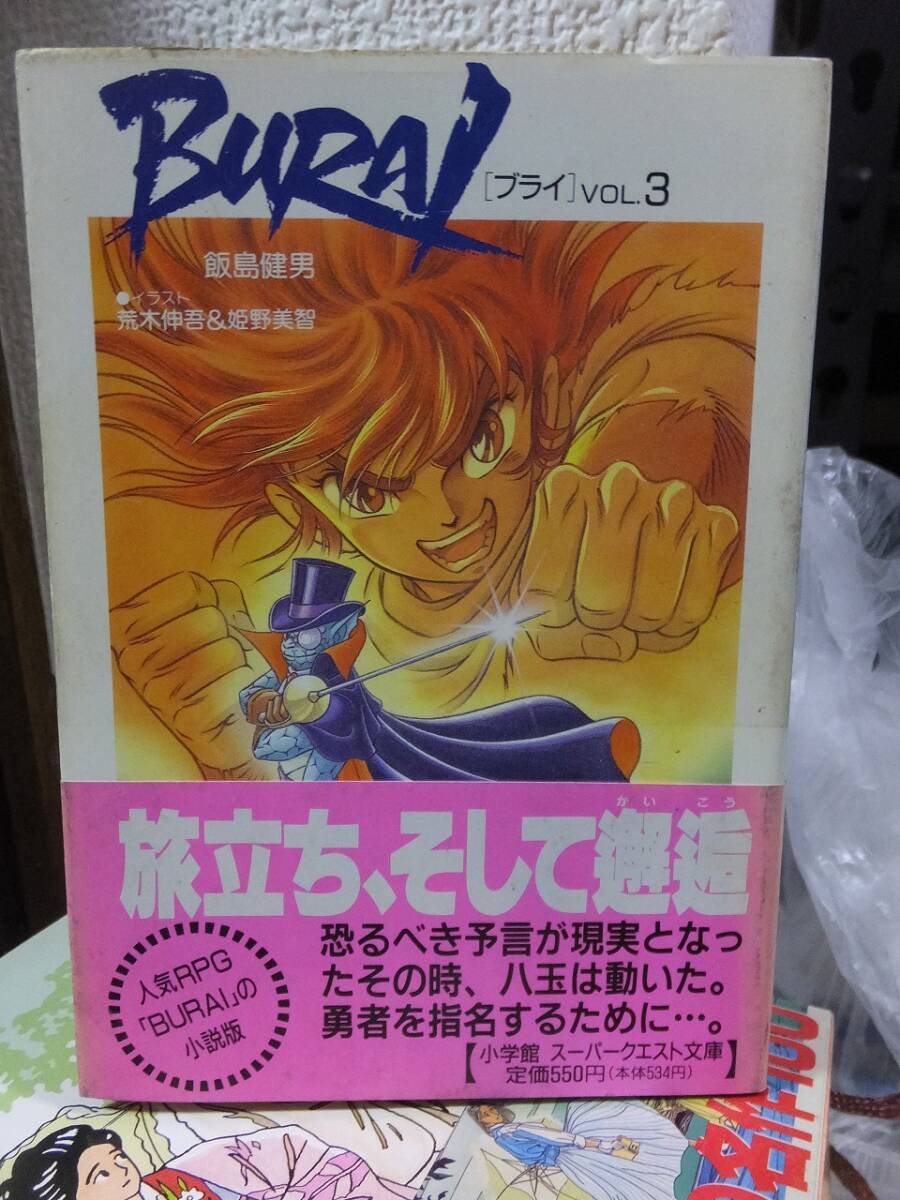 BURAI
[ブライ]VOL.3
飯島健男
●イラスト
荒木伸吾&姫野美智
かいこう
旅立ち、そして邂逅
人気RPG
「BURAI」の
小説版
恐るべき予言が現実となっ
たその時、八玉は動いた。
勇者を指名するために…。
【小学館 スーパークエスト文庫】
定価550円(本体534円)